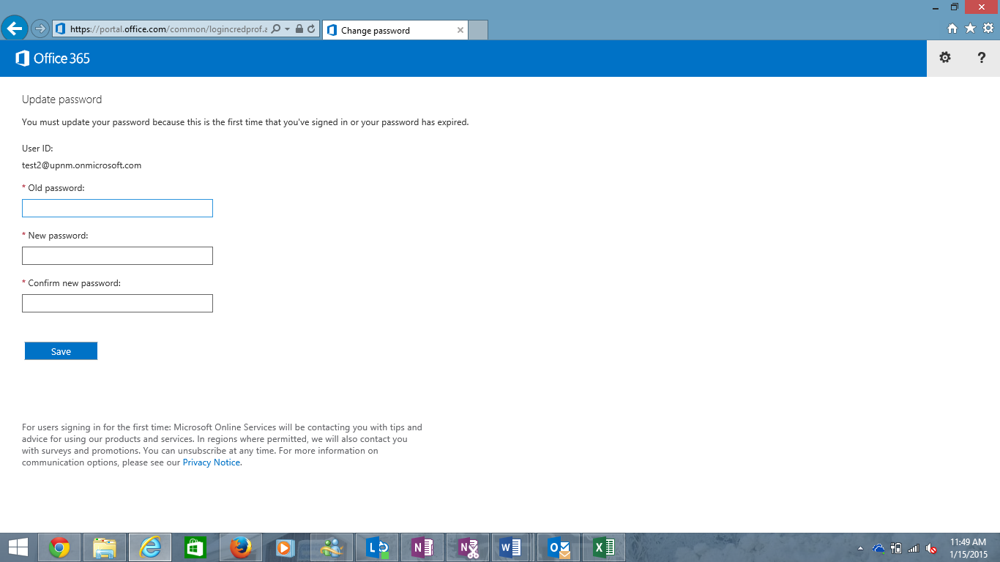 https://portal.office.com/common/logincredprof.a
Change password
Office 365
?
Update password
You must update your password because this is the first time that you've signed in or your password has expired.
User ID:
test2@upnm.onmicrosoft.com
* Old password:
* New password:
* Confirm new password:
Save
For users signing in for the first time: Microsoft Online Services will be contacting you with tips and
advice for using our products and services. In regions where permitted, we will also contact you
with surveys and promotions. You can unsubscribe at any time. For more information on
communication options, please see our Privacy Notice.
11:49 AM
1/15/2015